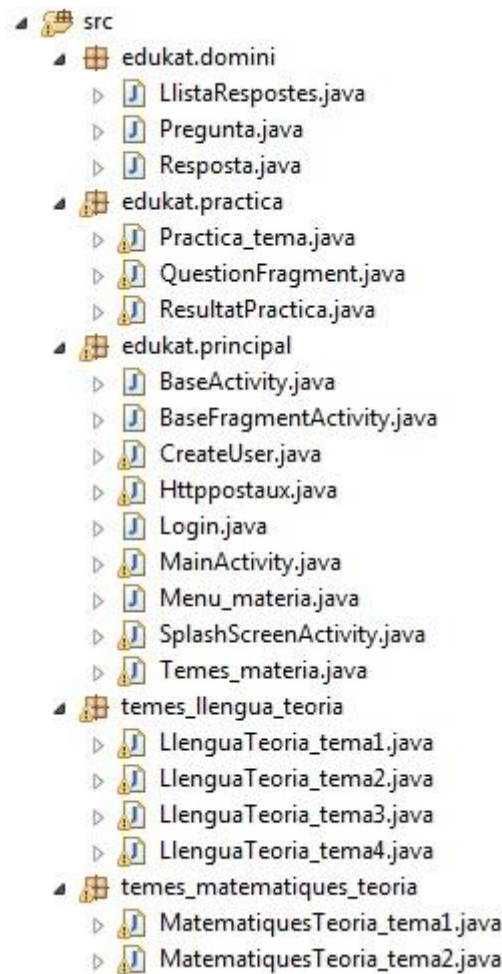 src
edukat.domini
LlistaRespostes.java
Pregunta.java
Resposta.java
edukat.practica
Practica_tema.java
QuestionFragment.java
ResultatPractica.java
edukat.principal
BaseActivity.java
BaseFragmentActivity.java
CreateUser.java
Httppostaux.java
Login.java
MainActivity.java
Menu_materia.java
SplashScreenActivity.java
Temes_materia.java
temes_llengua_teoria
LlenguaTeoria_tema1.java
LlenguaTeoria_tema2.java
LlenguaTeoria_tema3.java
LlenguaTeoria_tema4.java
temes_matematiques_teoria
MatematiquesTeoria_tema1.java
MatematiquesTeoria_tema2.java